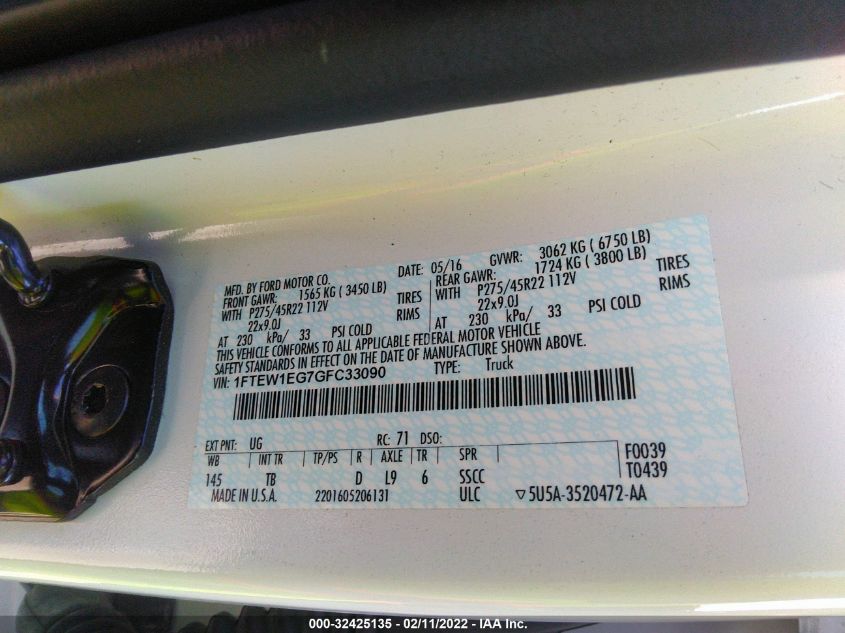 MFD. BY FORD MOTOR CO. DATE: 05/16 GVWR: 3062 KG ( 6750 LB)
FRONT GAWR: 1565 KG ( 3450 LB) REAR GAWR: 1724 KG ( 3800 LB)
WITH P275/45R22 112V TIRES WITH P275/45R22 112V TIRES
22x9.0J RIMS 22x9.0J RIMS
AT 230 kPa/ 33 PSI COLD AT 230 kPa/ 33 PSI COLD
THIS VEHICLE CONFORMS TO ALL APPLICABLE FEDERAL MOTOR VEHICLE
SAFETY STANDARDS IN EFFECT ON THE DATE OF MANUFACTURE SHOWN ABOVE.
VIN: 1FTEW1EG7GFC33090 TYPE: Truck
EXT PNT: UG RC: 71 DSO:
WB INT TR TP/PS R AXLE TR SPR F0039
145 TB D L9 6 SSCC T0439
MADE IN U.S.A. 2201605206131 ULC ▽5U5A-3520472-AA
000-32425135 - 02/11/2022 - IAA Inc.